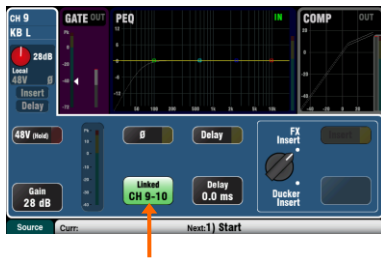 CH 9
KB L
28dB
Local
48V Ø
Insert
Delay
GATE OUT
PEQ
IN
COMP
OUT
48V (Hold)
Ø
Delay
FX
Insert
Gain
28 dB
Linked
CH 9-10
Delay
0.0 ms
Ducker
Insert
Source
Curr:
Next:1) Start